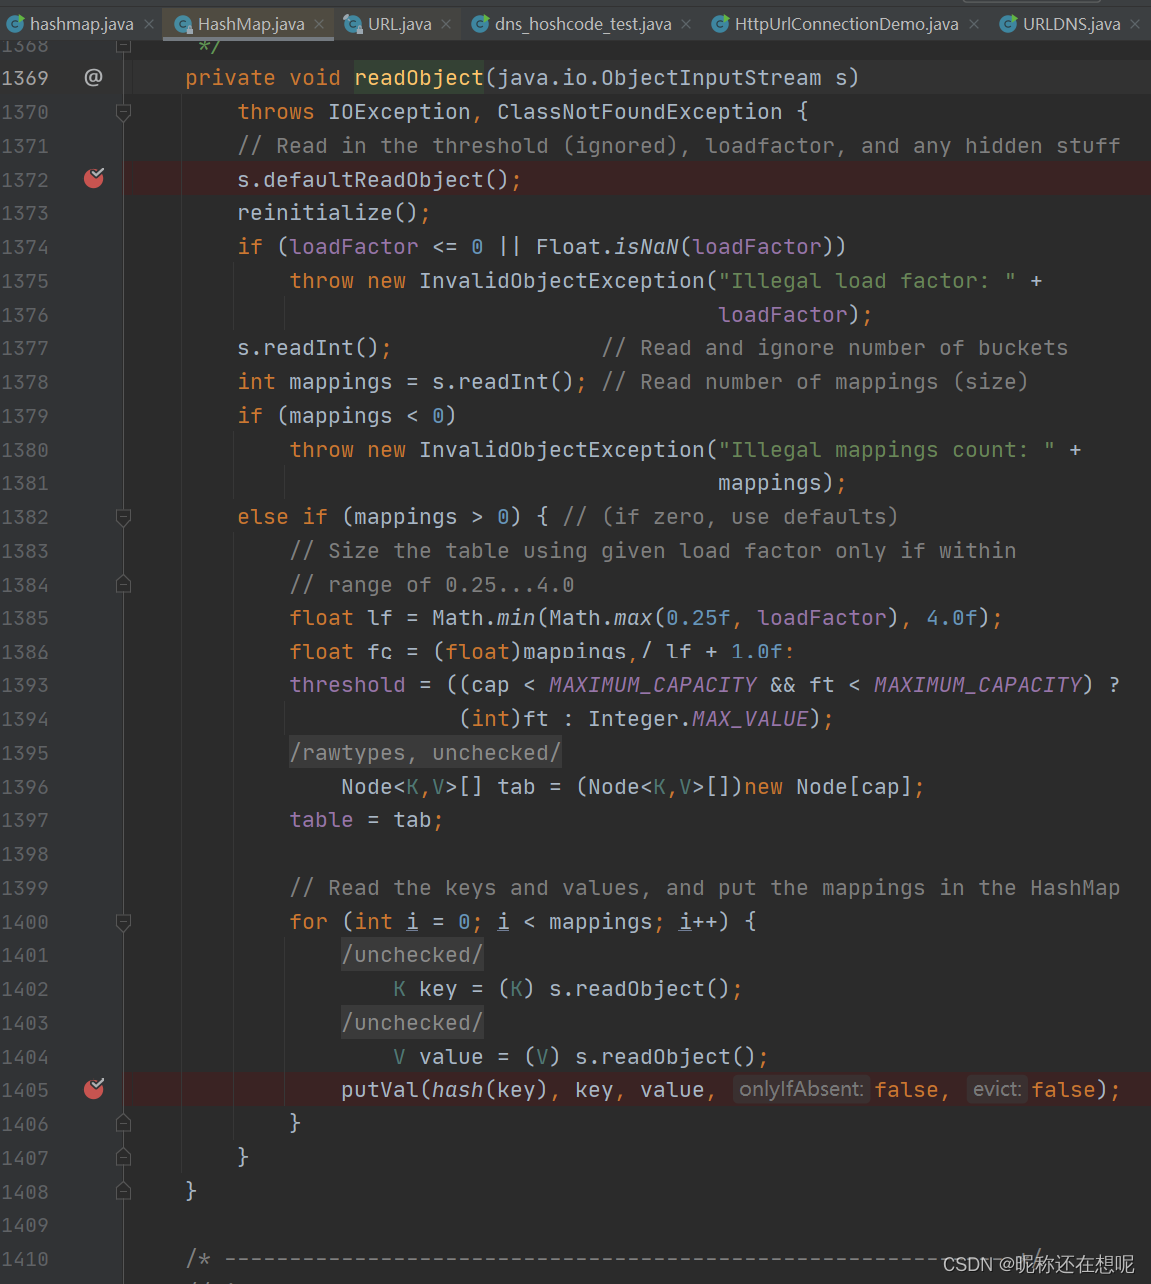 hashmap.java HashMap.java URL.java dns_hoshcode_test.java HttpUrlConnectionDemo.java URLDNS.java
1368 */
1369 @ private void readObject(java.io.ObjectInputStream s)
1370 throws IOException, ClassNotFoundException {
1371 // Read in the threshold (ignored), loadfactor, and any hidden stuff
1372 s.defaultReadObject();
1373 reinitialize();
1374 if (loadFactor <= 0 || Float.isNaN(loadFactor))
1375 throw new InvalidObjectException("Illegal load factor: " +
1376 loadFactor);
1377 s.readInt(); // Read and ignore number of buckets
1378 int mappings = s.readInt(); // Read number of mappings (size)
1379 if (mappings < 0)
1380 throw new InvalidObjectException("Illegal mappings count: " +
1381 mappings);
1382 else if (mappings > 0) { // (if zero, use defaults)
1383 // Size the table using given load factor only if within
1384 // range of 0.25...4.0
1385 float lf = Math.min(Math.max(0.25f, loadFactor), 4.0f);
1386 float fc = (float)mappings / lf + 1.0f;
1393 threshold = ((cap < MAXIMUM_CAPACITY && ft < MAXIMUM_CAPACITY) ?
1394 (int)ft : Integer.MAX_VALUE);
1395 /rawtypes, unchecked/
1396 Node<K,V>[] tab = (Node<K,V>[])new Node[cap];
1397 table = tab;
1398
1399 // Read the keys and values, and put the mappings in the HashMap
1400 for (int i = 0; i < mappings; i++) {
1401 /unchecked/
1402 K key = (K) s.readObject();
1403 /unchecked/
1404 V value = (V) s.readObject();
1405 putVal(hash(key), key, value, onlyIfAbsent: false, evict: false);
1406 }
1407 }
1408 }
1409
1410 /* ------------------------------------------------------------ */
CSDN @昵称还在想呢